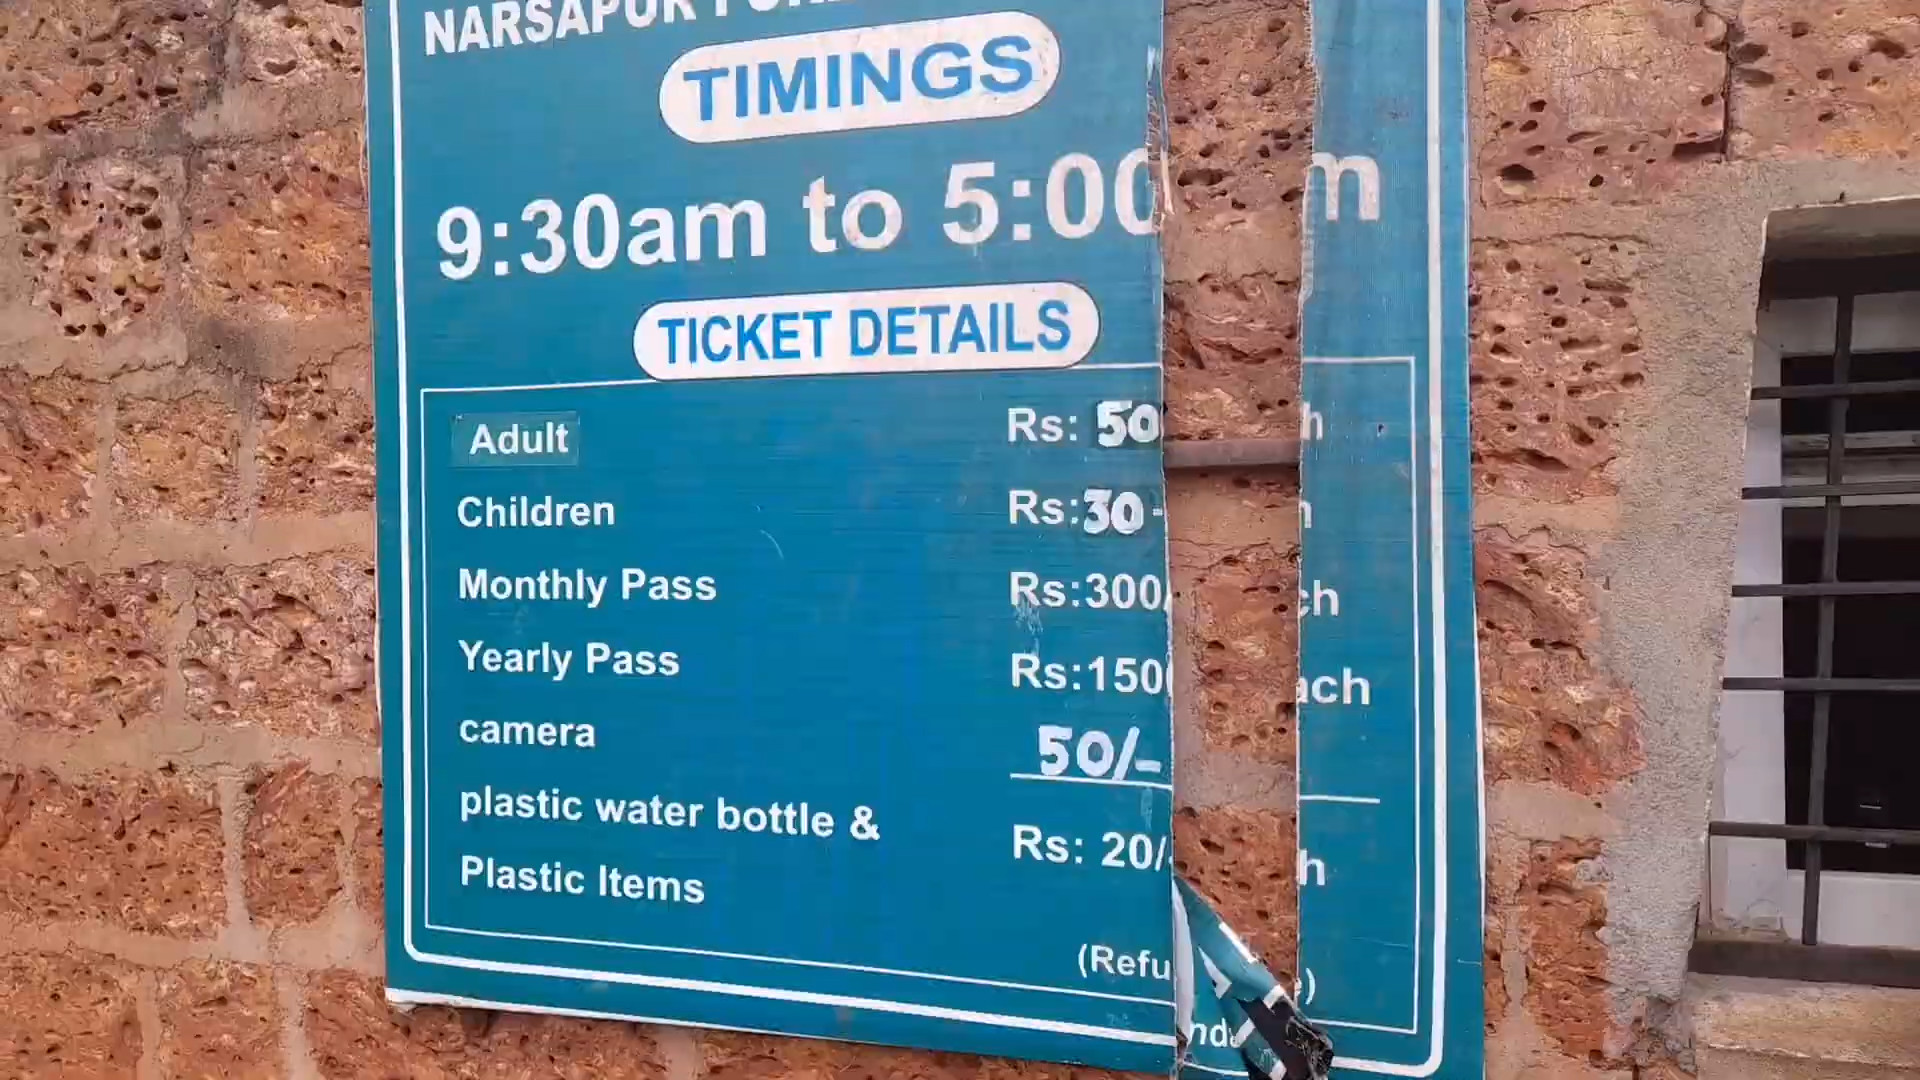 NARSAPUR
TIMINGS
9:30am to 5:00 m
TICKET DETAILS
Adult Rs: 50 h
Children Rs:30 -
Monthly Pass Rs:300/ ch
Yearly Pass Rs:150 ach
camera 50/-
plastic water bottle &
Plastic Items Rs: 20/- h
(Refu e)